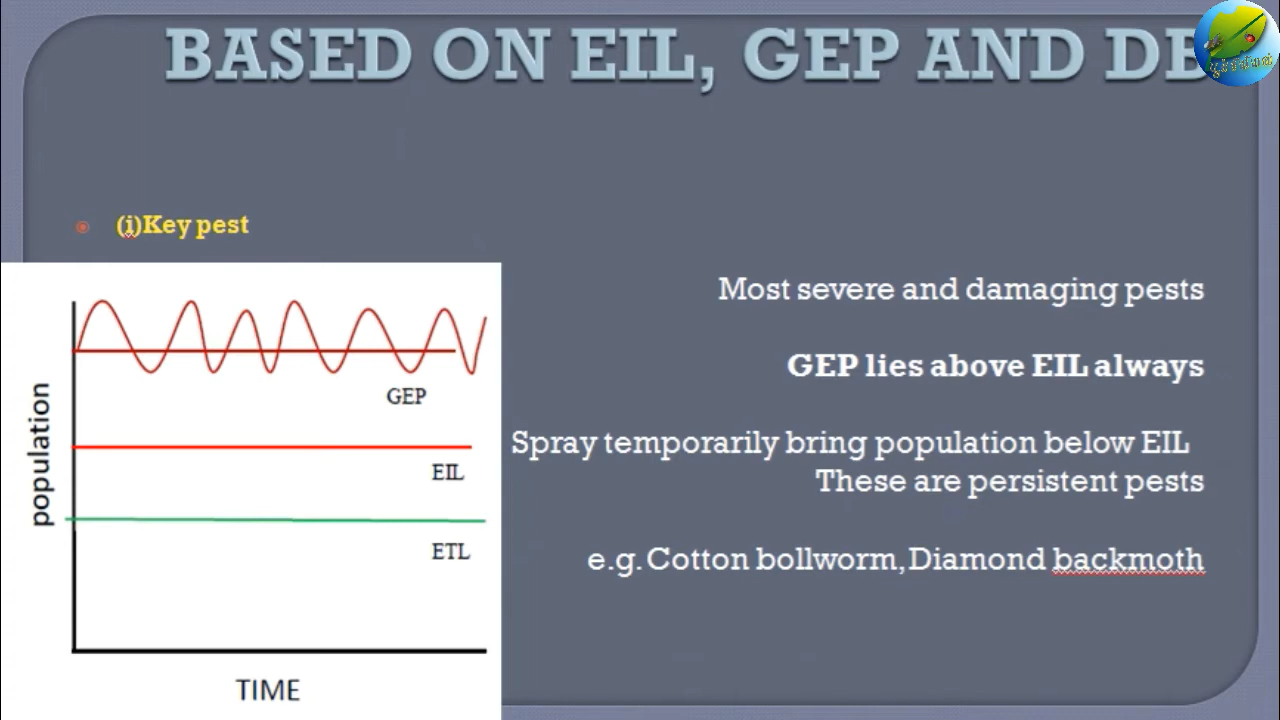 BASED ON EIL, GEP AND DB
(i)Key pest
Most severe and damaging pests
GEP lies above EIL always
Spray temporarily bring population below EIL
These are persistent pests
e.g. Cotton bollworm,Diamond backmoth
population
GEP
EIL
ETL
TIME